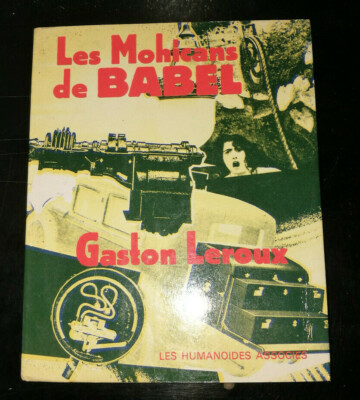 Les Mohicans
de BABEL
Gaston Leroux
LES HUMANOIDES ASSOCIES